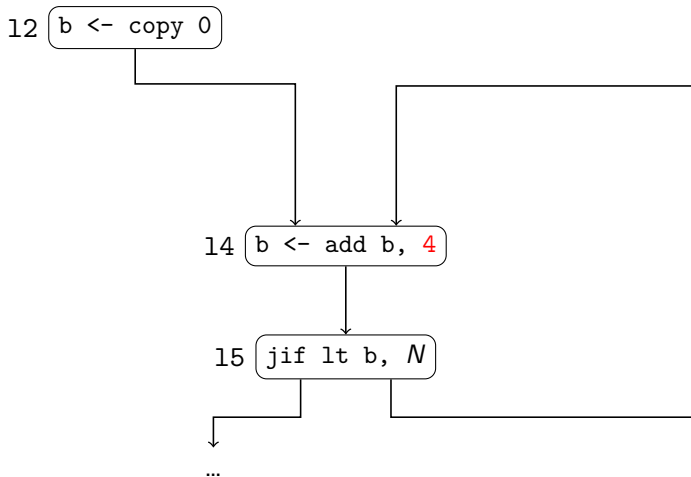 l2 b <- copy 0
l4 b <- add b, 4
l5 jif lt b, N
…